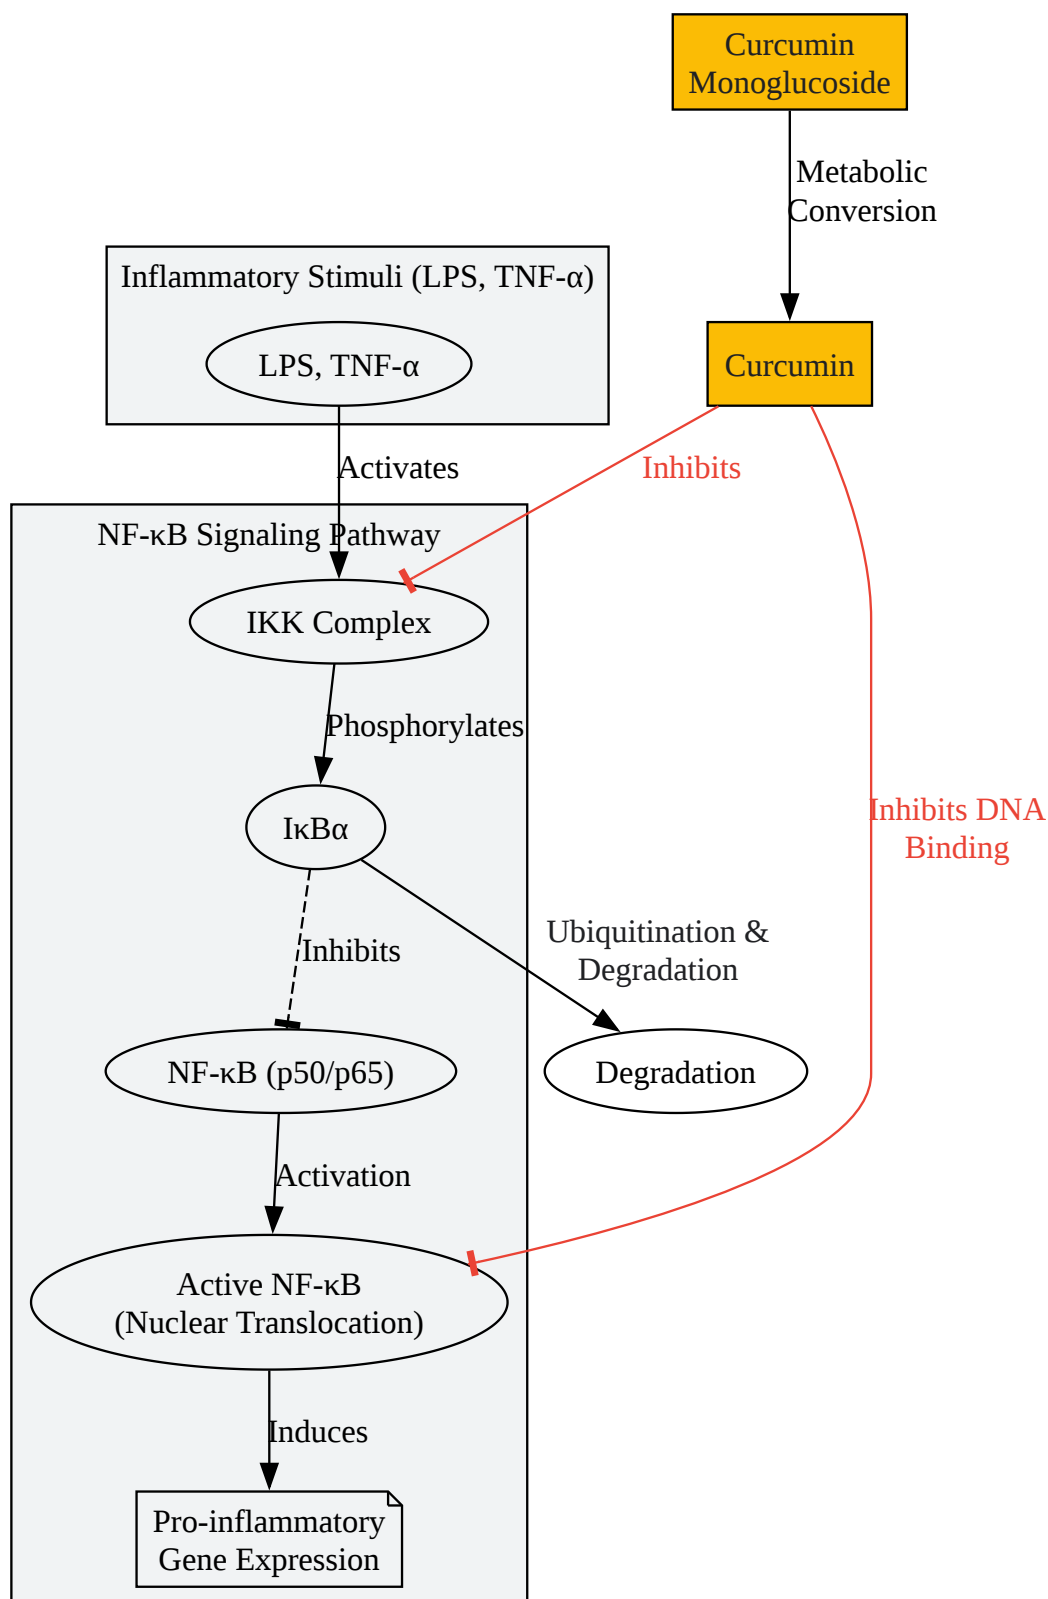 Curcumin
Monoglucoside
Metabolic
Conversion
Inflammatory Stimuli (LPS, TNF-α)
LPS, TNF-α
Curcumin
Activates
Inhibits
NF-κB Signaling Pathway
IKK Complex
Phosphorylates
IκBα
Inhibits DNA
Binding
Ubiquitination &
Degradation
Inhibits
NF-κB (p50/p65)
Degradation
Activation
Active NF-κB
(Nuclear Translocation)
Induces
Pro-inflammatory
Gene Expression